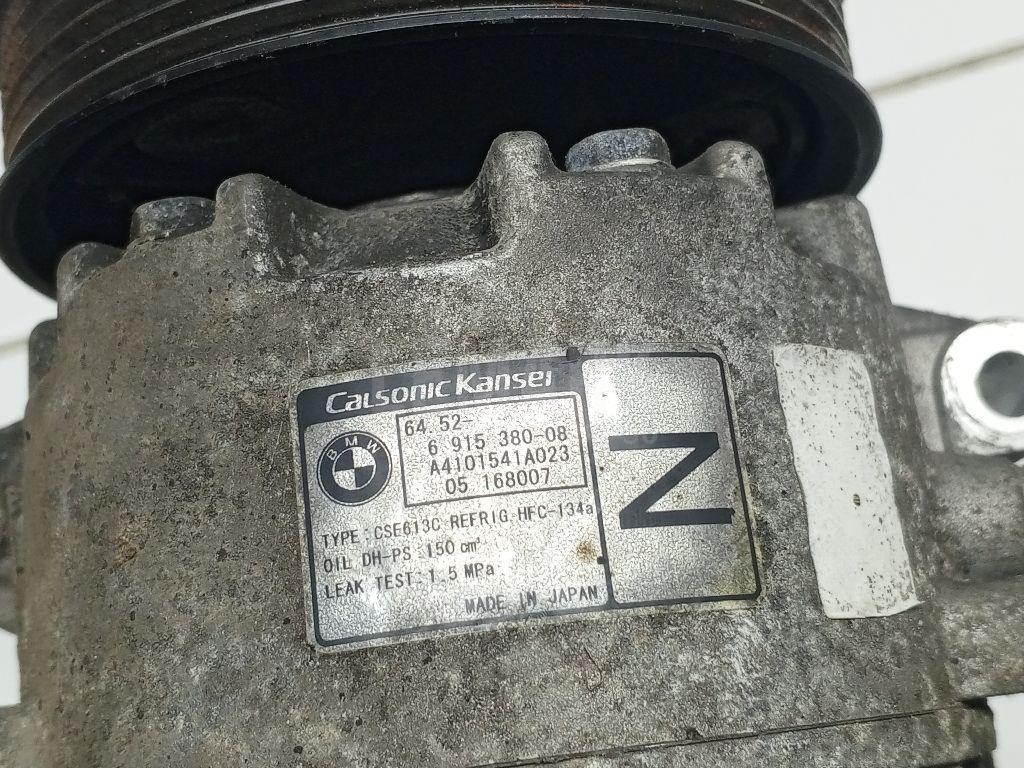 Calsonic Kansei
BMW
64 52-
6 915 380-08
A4101541A023
05 168007
TYPE : CSE613C REFRIG.HFC-134a
OIL DH-PS : 150 cm³
LEAK TEST : 1.5 MPa
MADE IN JAPAN
Z